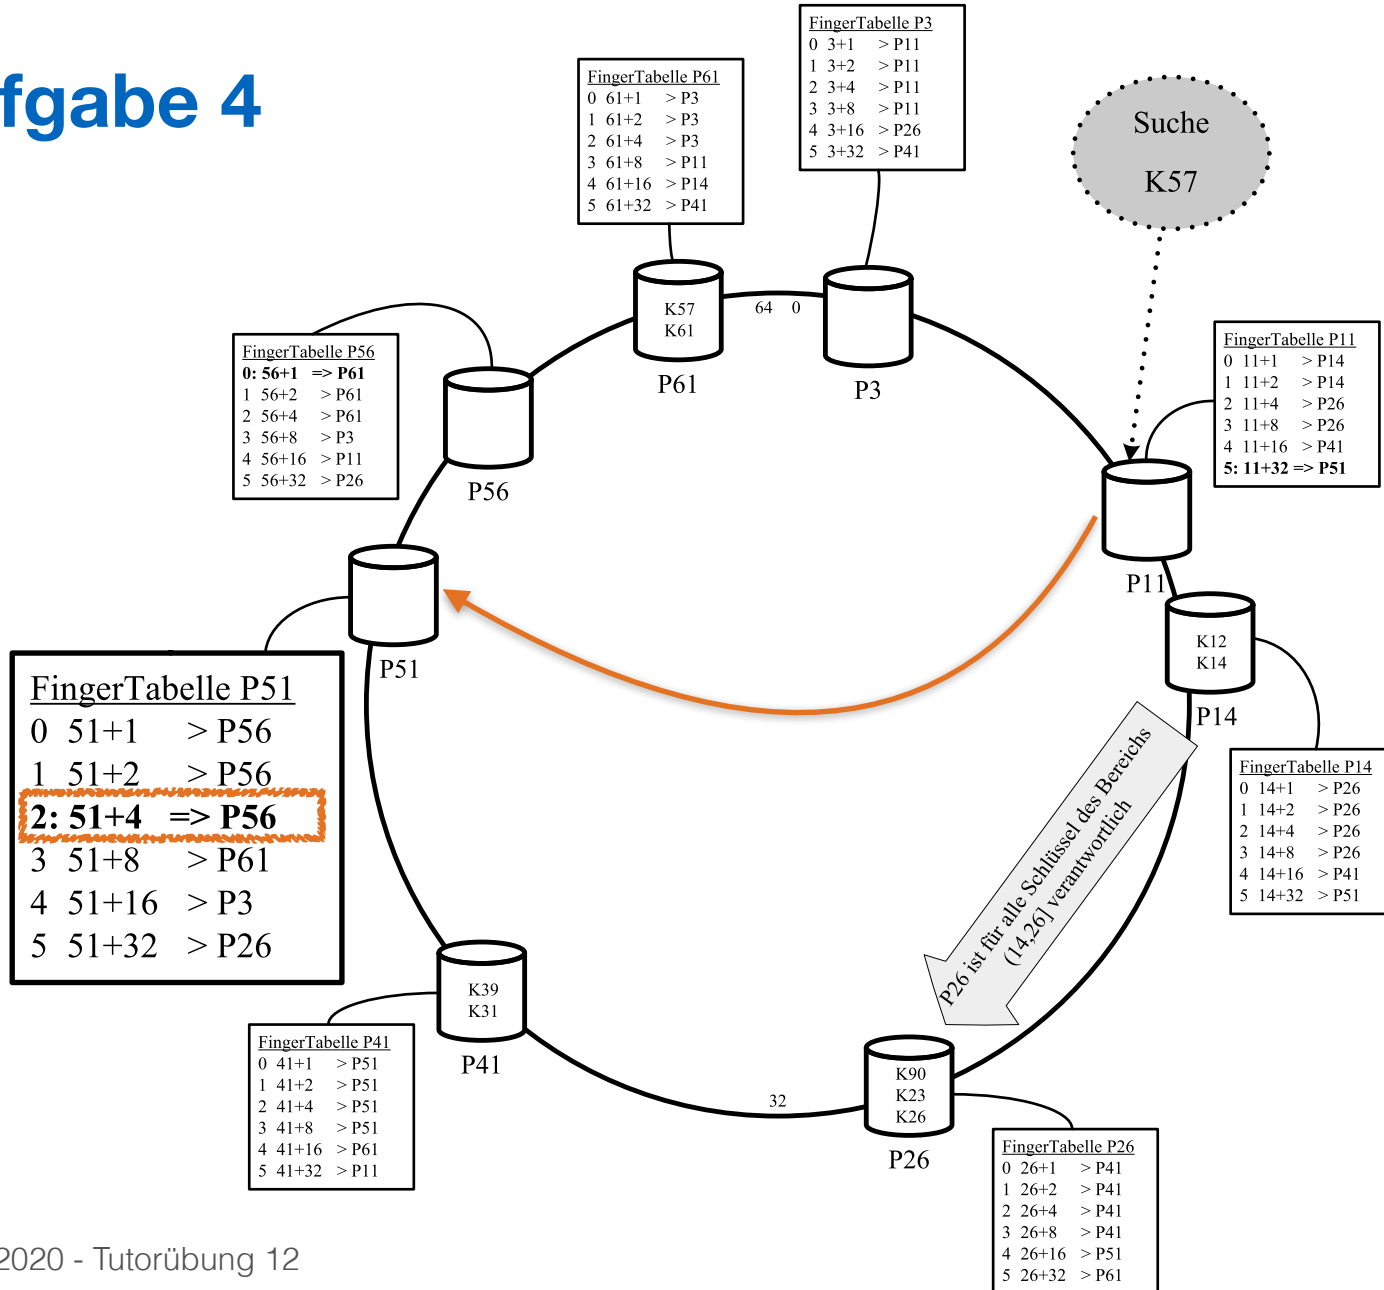 fgabe 4
FingerTabelle P3
0 3+1 > P11
1 3+2 > P11
2 3+4 > P11
3 3+8 > P11
4 3+16 > P26
5 3+32 > P41
FingerTabelle P61
0 61+1 > P3
1 61+2 > P3
2 61+4 > P3
3 61+8 > P11
4 61+16 > P14
5 61+32 > P41
Suche
K57
K57
K61
P61
64 0
P3
FingerTabelle P56
0: 56+1 => P61
1 56+2 > P61
2 56+4 > P61
3 56+8 > P3
4 56+16 > P11
5 56+32 > P26
P56
FingerTabelle P11
0 11+1 > P14
1 11+2 > P14
2 11+4 > P26
3 11+8 > P26
4 11+16 > P41
5: 11+32 => P51
P11
K12
K14
P14
P51
FingerTabelle P51
0 51+1 > P56
1 51+2 > P56
2: 51+4 => P56
3 51+8 > P61
4 51+16 > P3
5 51+32 > P26
FingerTabelle P14
0 14+1 > P26
1 14+2 > P26
2 14+4 > P26
3 14+8 > P26
4 14+16 > P41
5 14+32 > P51
P26 ist für alle Schlüssel des Bereichs
(14,26] verantwortlich
K39
K31
P41
FingerTabelle P41
0 41+1 > P51
1 41+2 > P51
2 41+4 > P51
3 41+8 > P51
4 41+16 > P61
5 41+32 > P11
32
K90
K23
K26
P26
FingerTabelle P26
0 26+1 > P41
1 26+2 > P41
2 26+4 > P41
3 26+8 > P41
4 26+16 > P51
5 26+32 > P61
2020 - Tutorübung 12